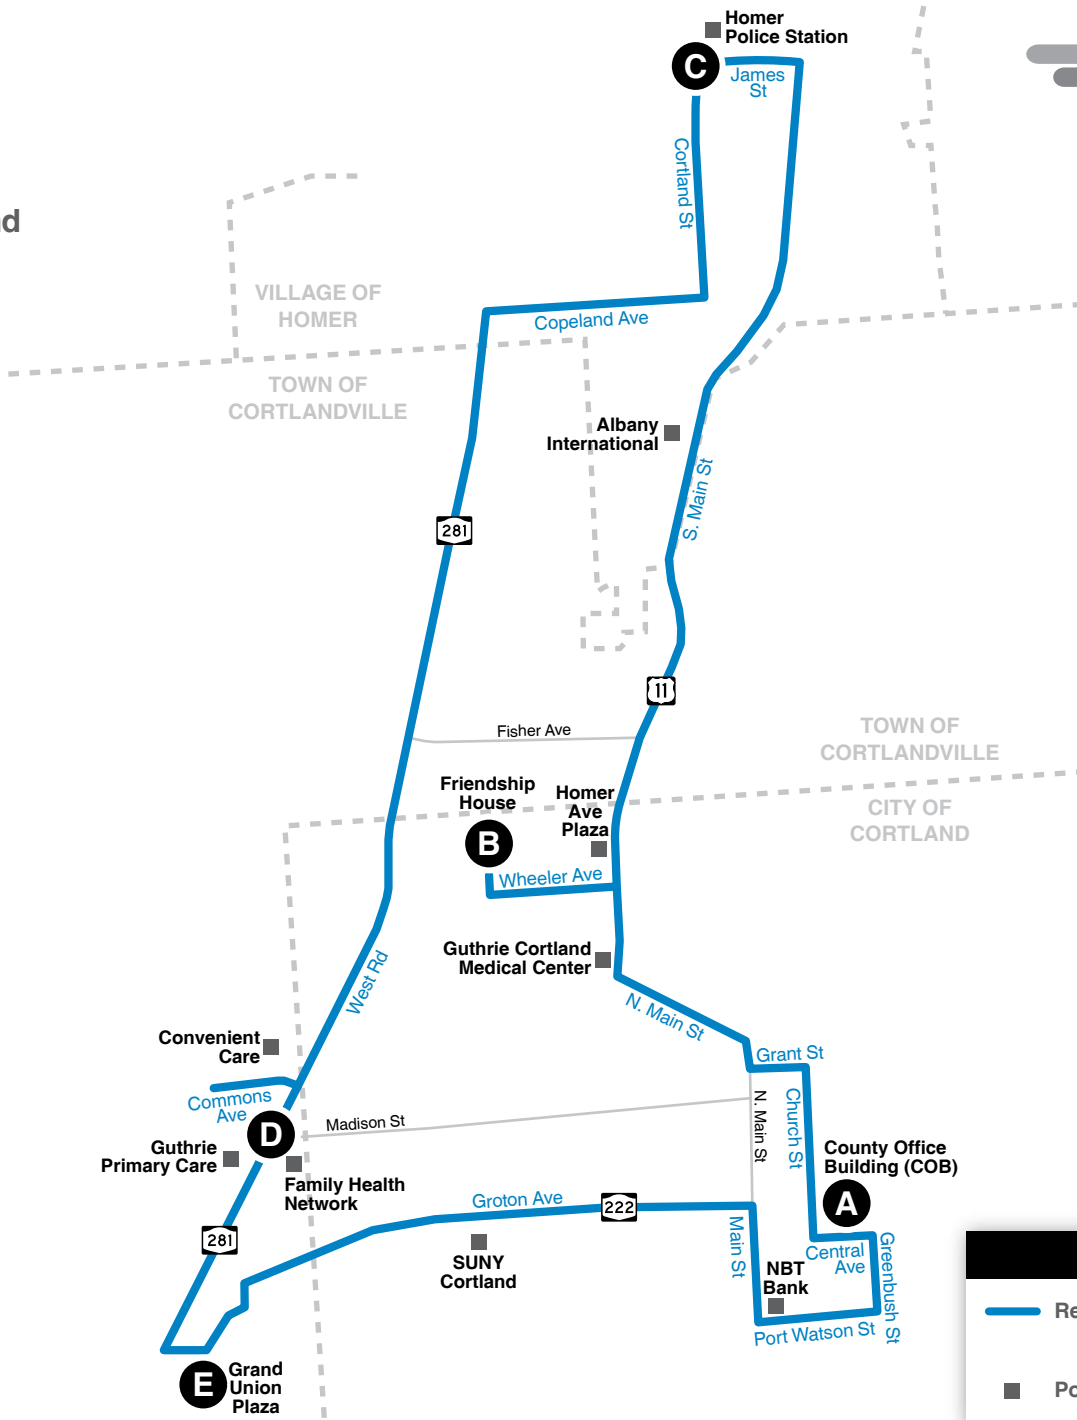 Homer
Police Station
C
James
St
Cortland St
VILLAGE OF
HOMER
Copeland Ave
TOWN OF
CORTLANDVILLE
Albany
International
S. Main St
281
11
Fisher Ave
TOWN OF
CORTLANDVILLE
Friendship
House
Homer
Ave
Plaza
CITY OF
CORTLAND
B
Wheeler Ave
Guthrie Cortland
Medical Center
West Rd
N. Main St
Convenient
Care
Grant St
Commons
Ave
N. Main St
Church St
Madison St
D
Guthrie
Primary Care
County Office
Building (COB)
Family Health
Network
A
Groton Ave
222
281
Main St
Central
Ave
Greenbush St
SUNY
Cortland
NBT
Bank
Port Watson St
E
Grand
Union
Plaza